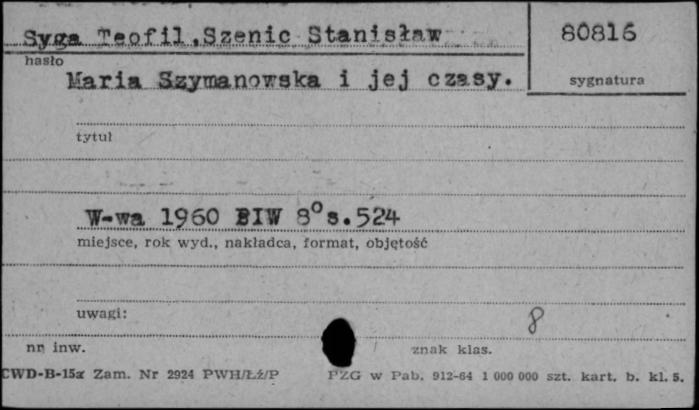 Syga Teofil,Szenic Stanisław
80816
hasło
Maria Szymanowska i jej czasy.
sygnatura
tytuł
W-wa 1960 PIW 8° s.524
miejsce, rok wyd., nakładca, format, objętość
uwagi:
8
nr inw.
znak klas.
CWD-B-15a Zam. Nr 2924 PWH/Łź/P
PZG w Pab. 912-64 1 000 000 szt. kart. b. kl. 5.